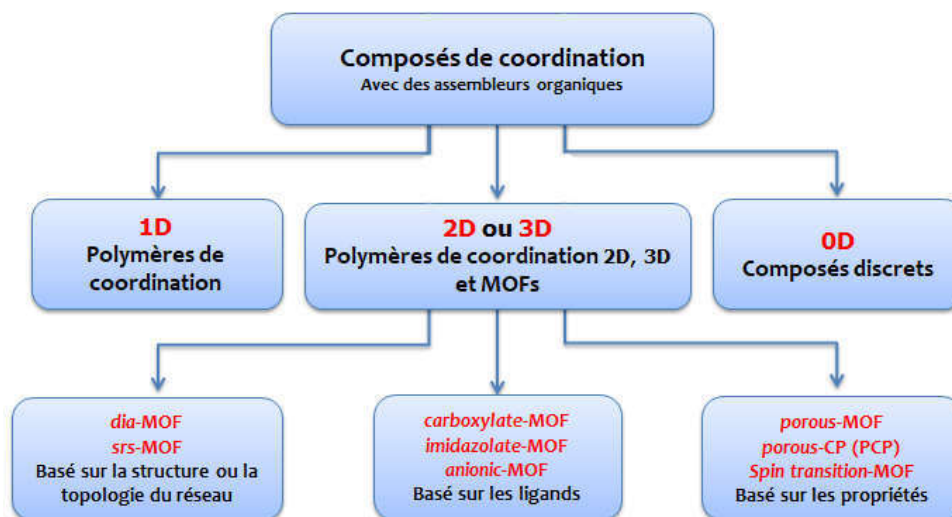 Composés de coordination
Avec des assembleurs organiques
1D
Polymères de
coordination
2D ou 3D
Polymères de coordination 2D, 3D
et MOFs
0D
Composés discrets
dia-MOF
srs-MOF
Basé sur la structure ou la
topologie du réseau
carboxylate-MOF
imidazolate-MOF
anionic-MOF
Basé sur les ligands
porous-MOF
porous-CP (PCP)
Spin transition-MOF
Basé sur les propriétés